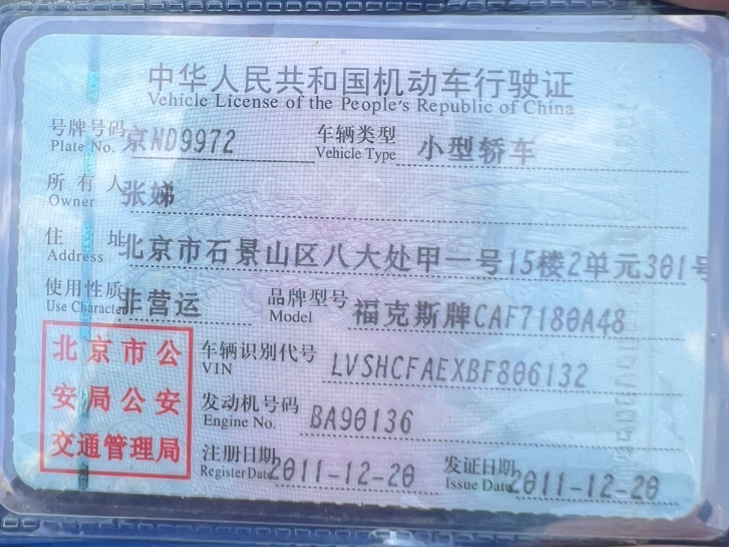 中华人民共和国机动车行驶证
Vehicle License of the People's Republic of China
号牌号码 京ND9972 车辆类型 小型轿车
Plate No. Vehicle Type
所有人 张娣
Owner
住址 北京市石景山区八大处甲一号15楼2单元301号
Address
使用性质 非营运 品牌型号 福克斯牌CAF7180A48
Use Character Model
北京市公安局公安交通管理局
车辆识别代号 LVSHCFAEXBF806132
VIN
发动机号码 BA90136
Engine No.
注册日期 2011-12-20 发证日期 2011-12-20
Register Date Issue Date